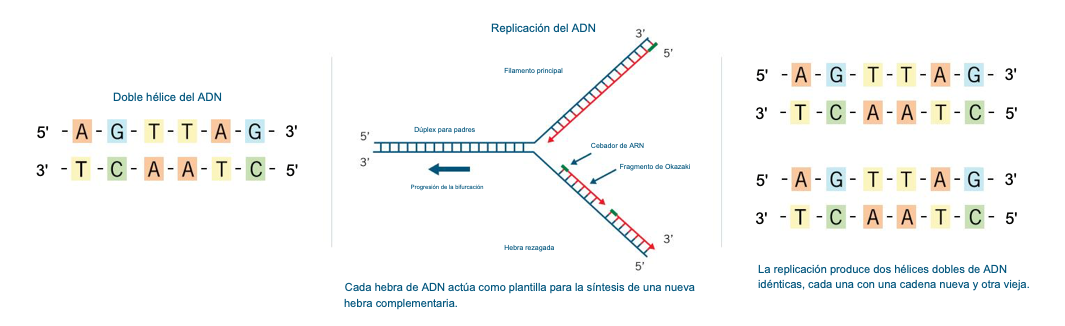 Doble hélice del ADN
5' - A - G - T - T - A - G - 3'
3' - T - C - A - A - T - C - 5'
Replicación del ADN
3'
5'
Filamento principal
5'
Dúplex para padres
3'
Cebador de ARN
Fragmento de Okazaki
Progresión de la bifurcación
Hebra rezagada
3'
5'
Cada hebra de ADN actúa como plantilla para la síntesis de una nueva
hebra complementaria.
5' - A - G - T - T - A - G - 3'
3' - T - C - A - A - T - C - 5'
5' - A - G - T - T - A - G - 3'
3' - T - C - A - A - T - C - 5'
La replicación produce dos hélices dobles de ADN
idénticas, cada una con una cadena nueva y otra vieja.